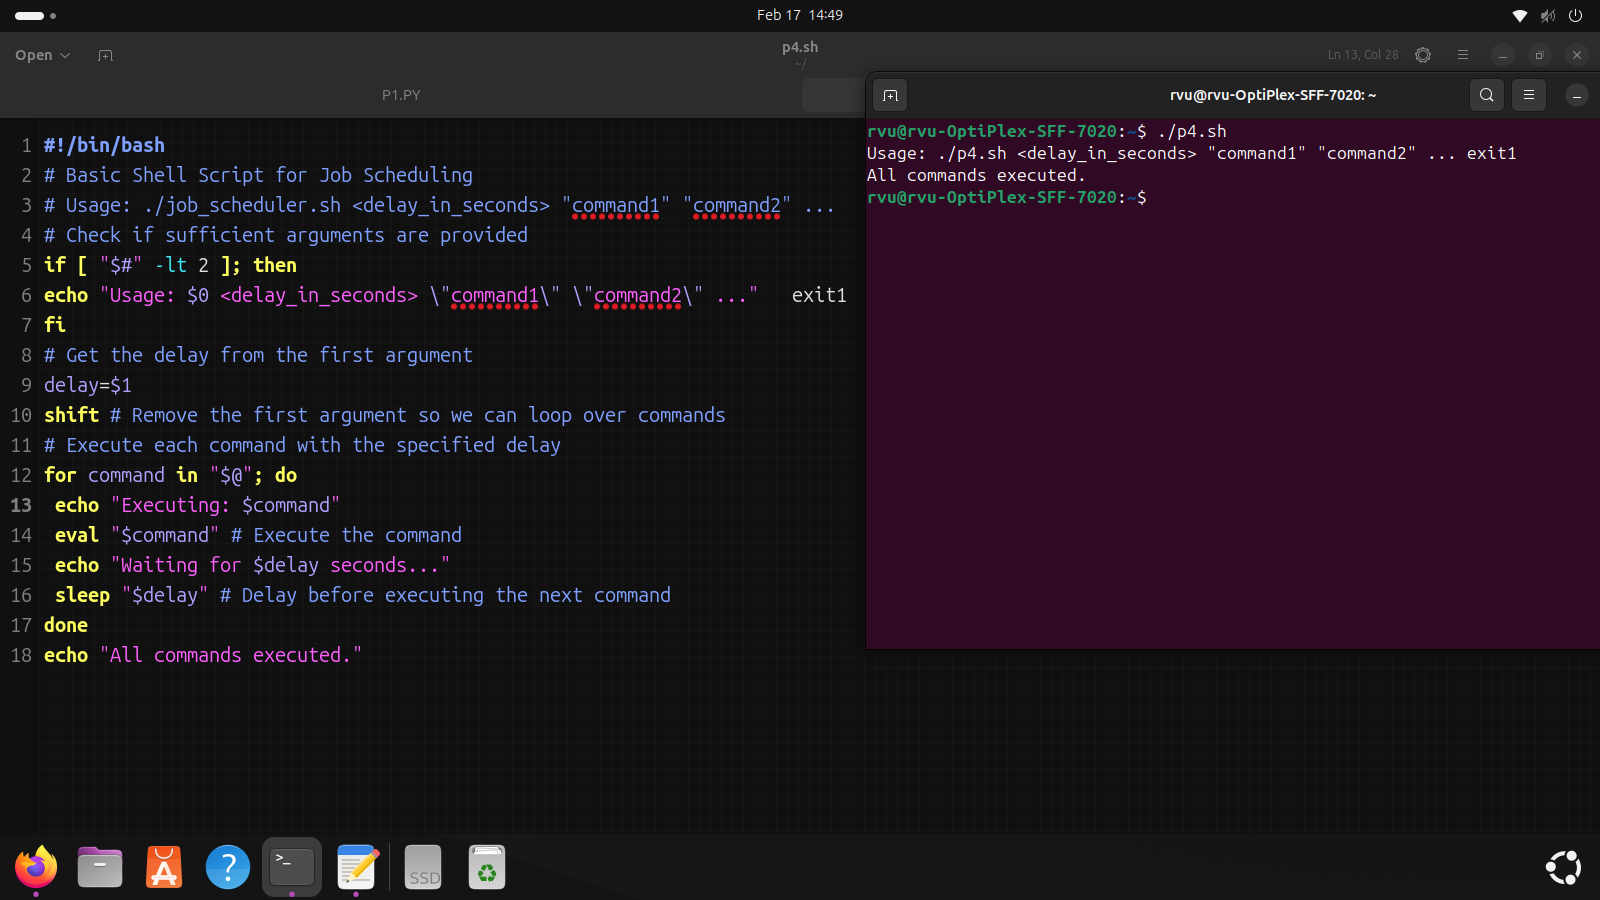 Feb 17 14:49
Open
p4.sh
~/
Ln 13, Col 28
P1.PY
1 #!/bin/bash
2 # Basic Shell Script for Job Scheduling
3 # Usage: ./job_scheduler.sh <delay_in_seconds> "command1" "command2" ...
4 # Check if sufficient arguments are provided
5 if [ "$#" -lt 2 ]; then
6 echo "Usage: $0 <delay_in_seconds> \"command1\" \"command2\" ..."   exit1
7 fi
8 # Get the delay from the first argument
9 delay=$1
10 shift # Remove the first argument so we can loop over commands
11 # Execute each command with the specified delay
12 for command in "$@"; do
13  echo "Executing: $command"
14  eval "$command" # Execute the command
15  echo "Waiting for $delay seconds..."
16  sleep "$delay" # Delay before executing the next command
17 done
18 echo "All commands executed."
rvu@rvu-OptiPlex-SFF-7020: ~
rvu@rvu-OptiPlex-SFF-7020:~$ ./p4.sh
Usage: ./p4.sh <delay_in_seconds> "command1" "command2" ... exit1
All commands executed.
rvu@rvu-OptiPlex-SFF-7020:~$
>_
?
SSD